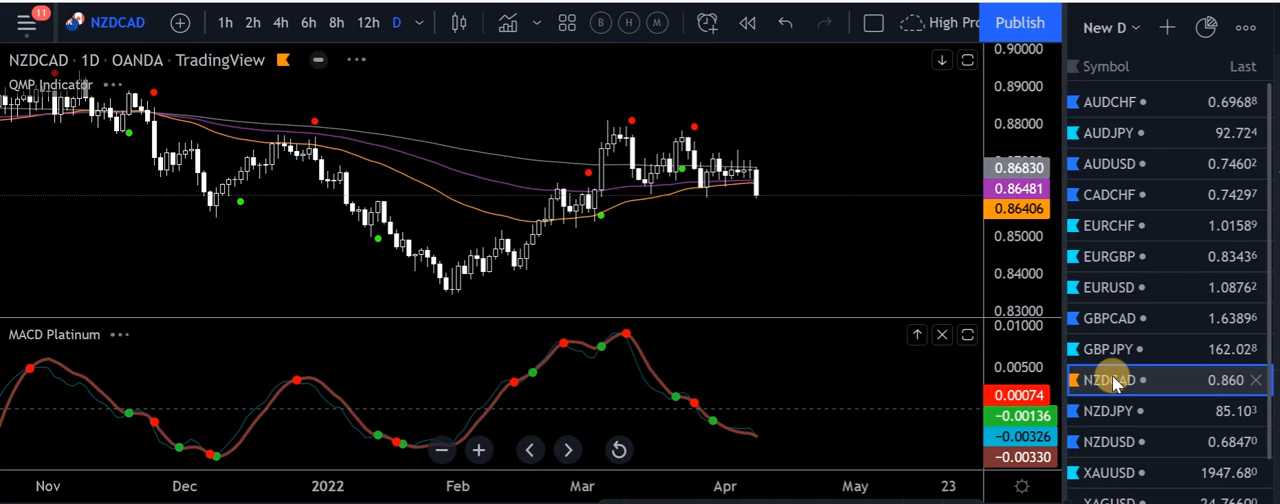 11 NZDCAD 1h 2h 4h 6h 8h 12h D B H M High Pro Publish New D
NZDCAD · 1D · OANDA · TradingView
QMP Indicator
Symbol Last
AUDCHF 0.69688
AUDJPY 92.724
AUDUSD 0.74602
CADCHF 0.74297
EURCHF 1.01589
EURGBP 0.83436
EURUSD 1.08762
GBPCAD 1.63896
GBPJPY 162.028
NZDCAD 0.860
NZDJPY 85.103
NZDUSD 0.68470
XAUUSD 1947.680
XAGUSD 24.7660
0.90000
0.89000
0.88000
0.86830
0.86481
0.86406
0.85000
0.84000
0.83000
MACD Platinum
0.01000
0.00500
0.00074
−0.00136
−0.00326
−0.00330
Nov Dec 2022 Feb Mar Apr May 23